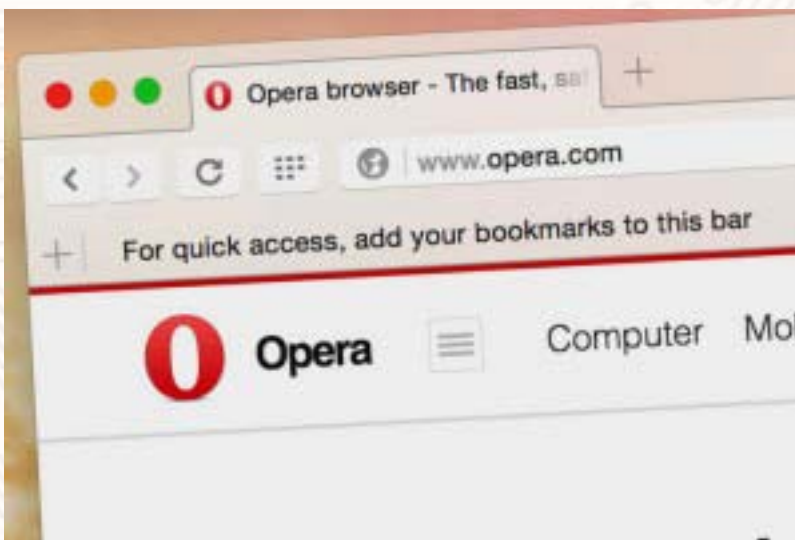 Opera browser - The fast,
www.opera.com
For quick access, add your bookmarks to this bar
Opera
Computer